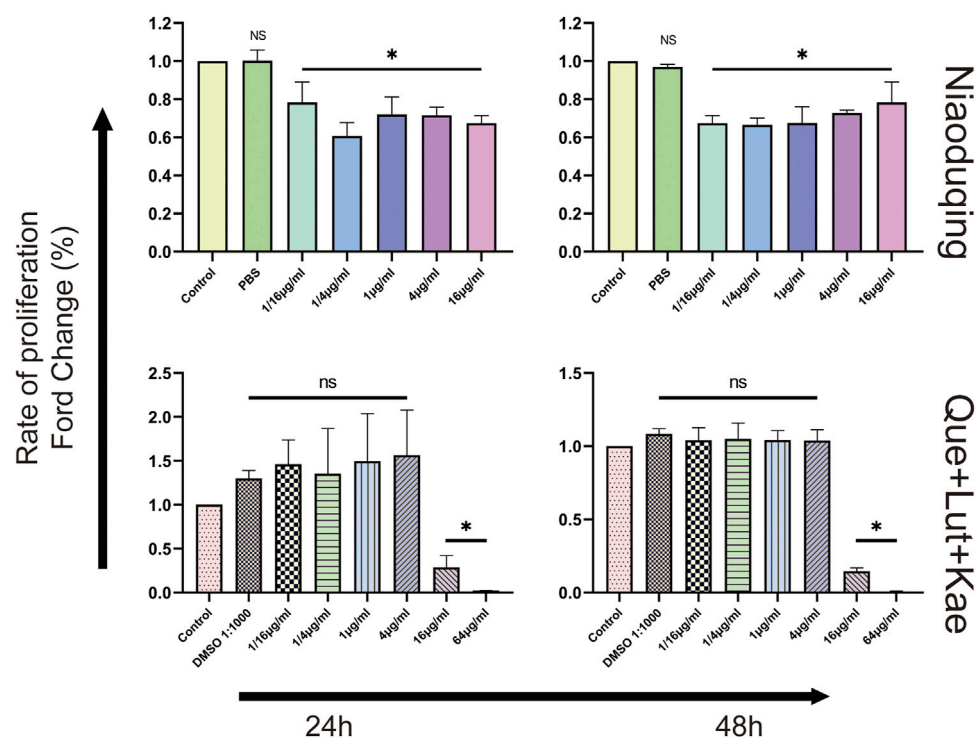 Rate of proliferation
Ford Change (%)
1.2
1.0
0.8
0.6
0.4
0.2
0.0
NS
*
Control
PBS
1/16μg/ml
1/4μg/ml
1μg/ml
4μg/ml
16μg/ml
1.2
1.0
0.8
0.6
0.4
0.2
0.0
NS
*
Control
PBS
1/16μg/ml
1/4μg/ml
1μg/ml
4μg/ml
16μg/ml
Niaoduqing
2.5
2.0
1.5
1.0
0.5
0.0
ns
*
Control
DMSO 1:1000
1/16μg/ml
1/4μg/ml
1μg/ml
4μg/ml
16μg/ml
64μg/ml
1.5
1.0
0.5
0.0
ns
*
Control
DMSO 1:1000
1/16μg/ml
1/4μg/ml
1μg/ml
4μg/ml
16μg/ml
64μg/ml
Que+Lut+Kae
24h
48h